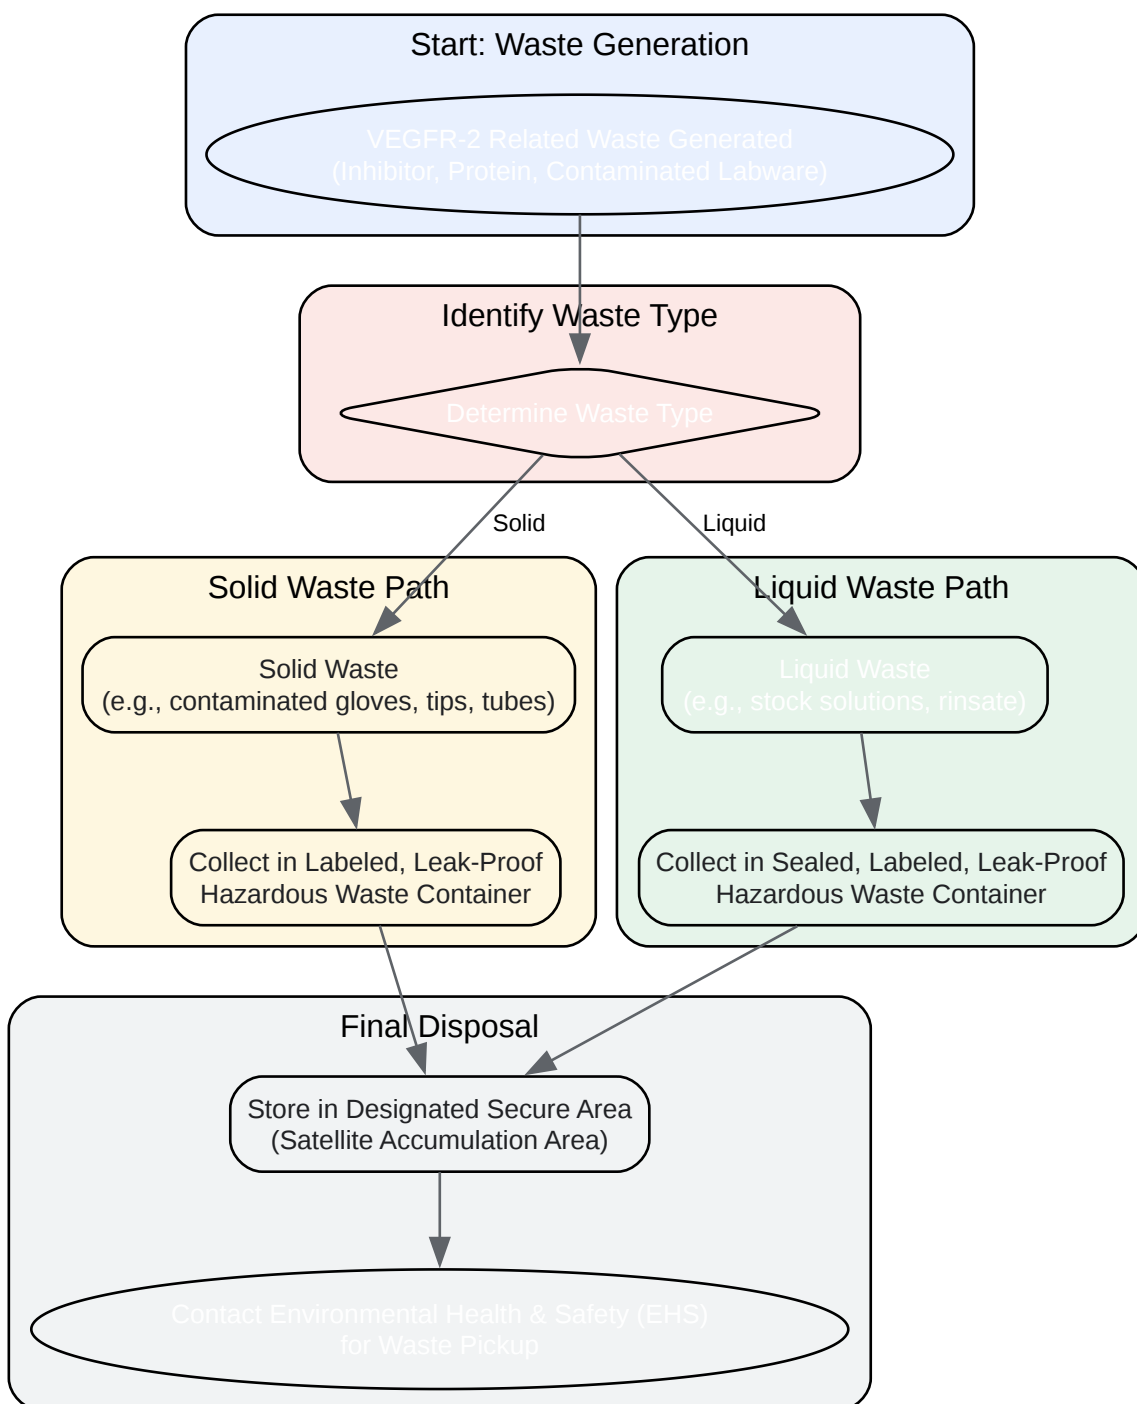 Start: Waste Generation
VEGFR-2 Related Waste Generated
(Inhibitor, Protein, Contaminated Labware)
Identify Waste Type
Determine Waste Type
Solid
Liquid
Solid Waste Path
Solid Waste
(e.g., contaminated gloves, tips, tubes)
Collect in Labeled, Leak-Proof
Hazardous Waste Container
Liquid Waste Path
Liquid Waste
(e.g., stock solutions, rinsate)
Collect in Sealed, Labeled, Leak-Proof
Hazardous Waste Container
Final Disposal
Store in Designated Secure Area
(Satellite Accumulation Area)
Contact Environmental Health & Safety (EHS)
for Waste Pickup